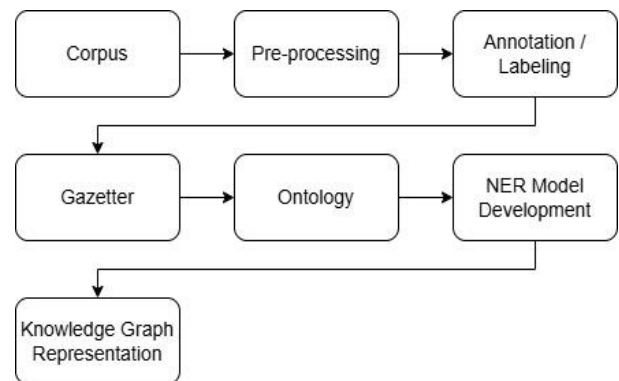 Corpus
Pre-processing
Annotation /
Labeling
Gazetter
Ontology
NER Model
Development
Knowledge Graph
Representation